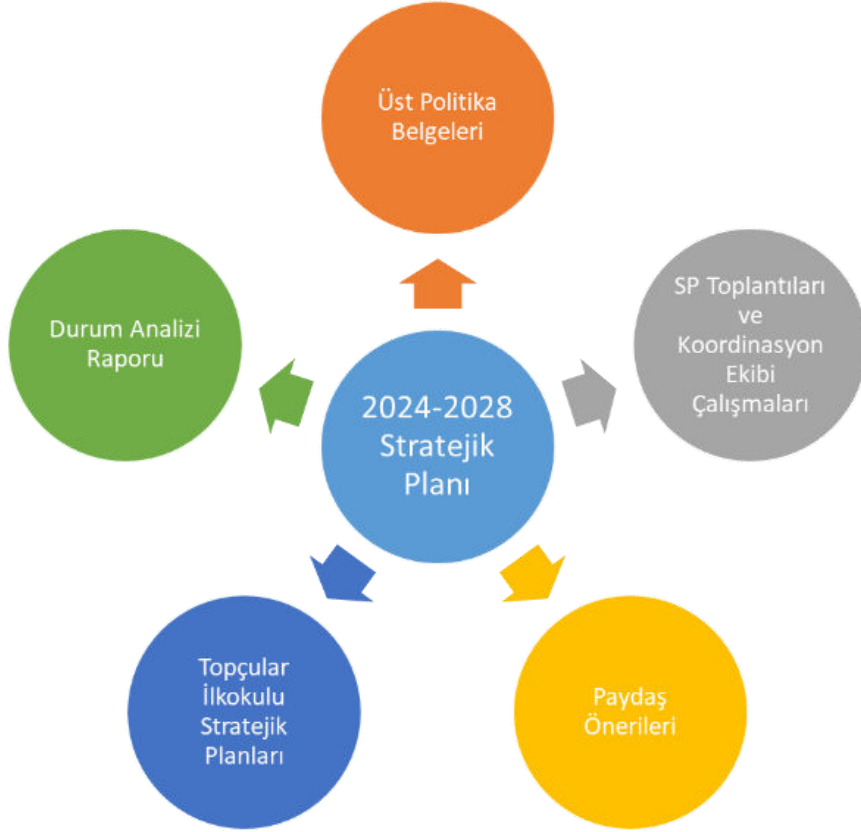 Üst Politika
Belgeleri
SP Toplantıları
ve
Koordinasyon
Ekibi
Çalışmaları
Durum Analizi
Raporu
2024-2028
Stratejik
Planı
Topçular
İlkokulu
Stratejik
Planları
Paydaş
Önerileri